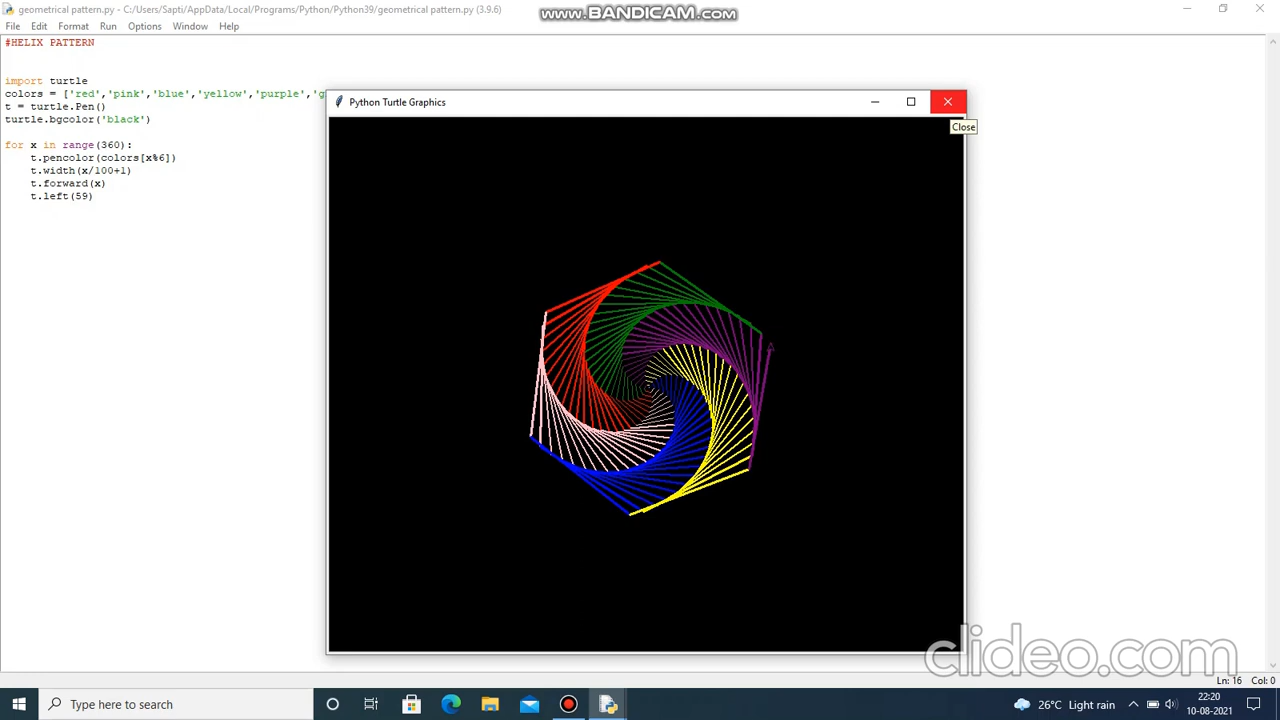 geometrical pattern.py - C:/Users/Sapti/AppData/Local/Programs/Python/Python39/geometrical pattern.py (3.9.6)
www.BANDICAM.com
File Edit Format Run Options Window Help
#HELIX PATTERN
import turtle
colors = ['red','pink','blue','yellow','purple','g
t = turtle.Pen()
turtle.bgcolor('black')
for x in range(360):
t.pencolor(colors[x%6])
t.width(x/100+1)
t.forward(x)
t.left(59)
Python Turtle Graphics
Close
clideo.com
Ln: 16 Col: 0
Type here to search
26°C Light rain
22:20
10-08-2021